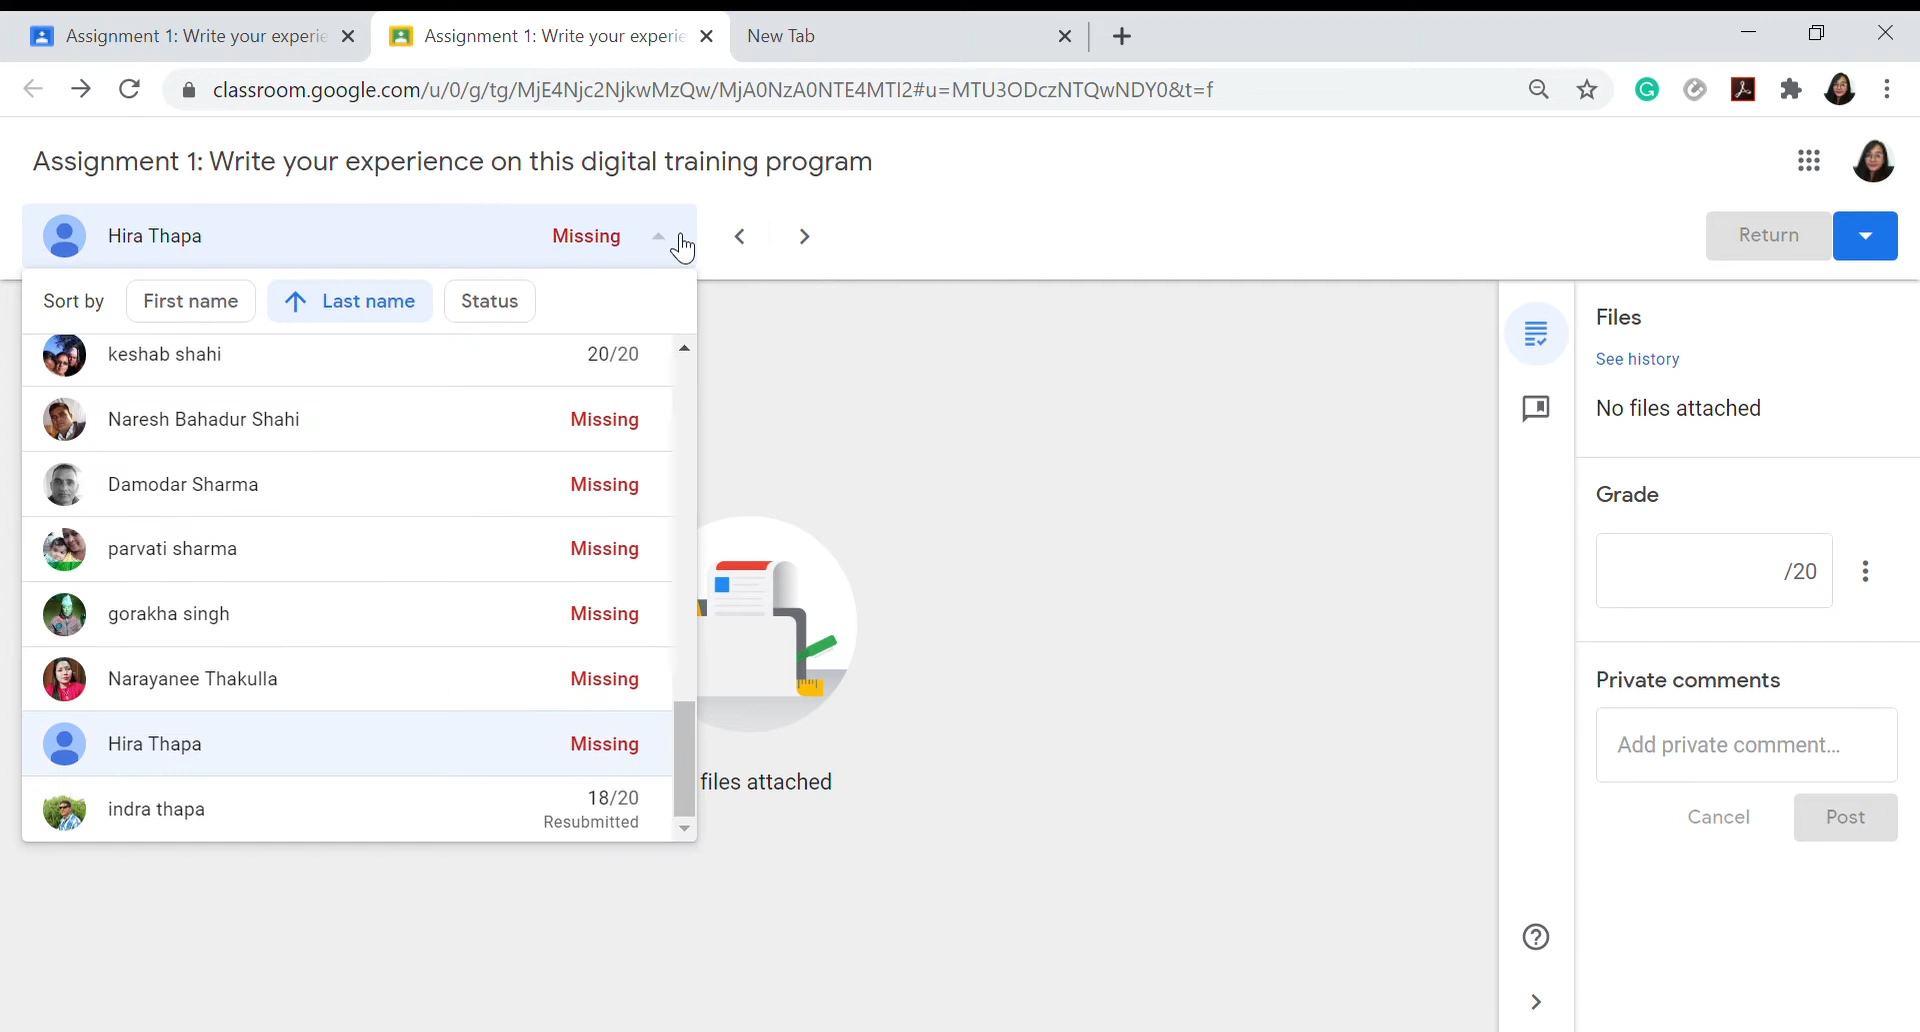 Assignment 1: Write your experie
Assignment 1: Write your experie
New Tab
classroom.google.com/u/0/g/tg/MjE4Njc2NjkwMzQw/MjA0NzA0NTE4MTI2#u=MTU3ODczNTQwNDY0&t=f
Assignment 1: Write your experience on this digital training program
Hira Thapa Missing
Return
Sort by First name Last name Status
keshab shahi 20/20
Naresh Bahadur Shahi Missing
Damodar Sharma Missing
parvati sharma Missing
gorakha singh Missing
Narayanee Thakulla Missing
Hira Thapa Missing
indra thapa 18/20
Resubmitted
files attached
Files
See history
No files attached
Grade
/20
Private comments
Add private comment...
Cancel Post